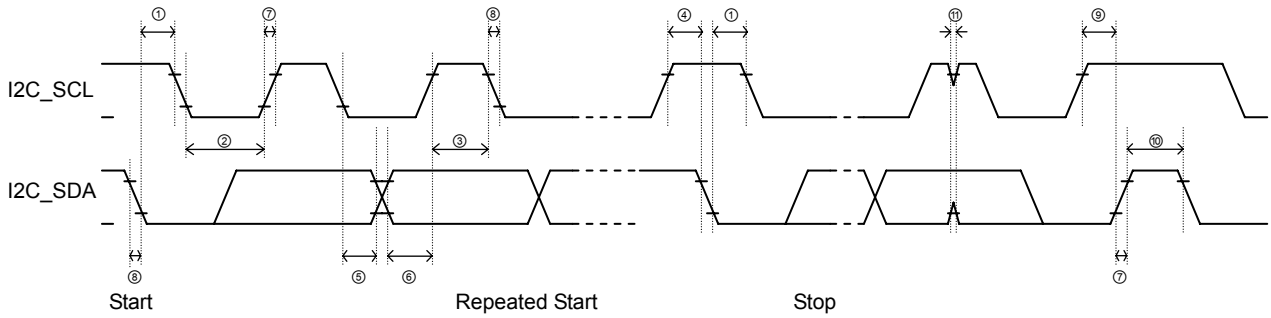 ① ⑦ ⑧ ④ ① ⑪ ⑨
I2C_SCL
② ③ ⑩
I2C_SDA
⑧ ⑤ ⑥ ⑦
Start Repeated Start Stop